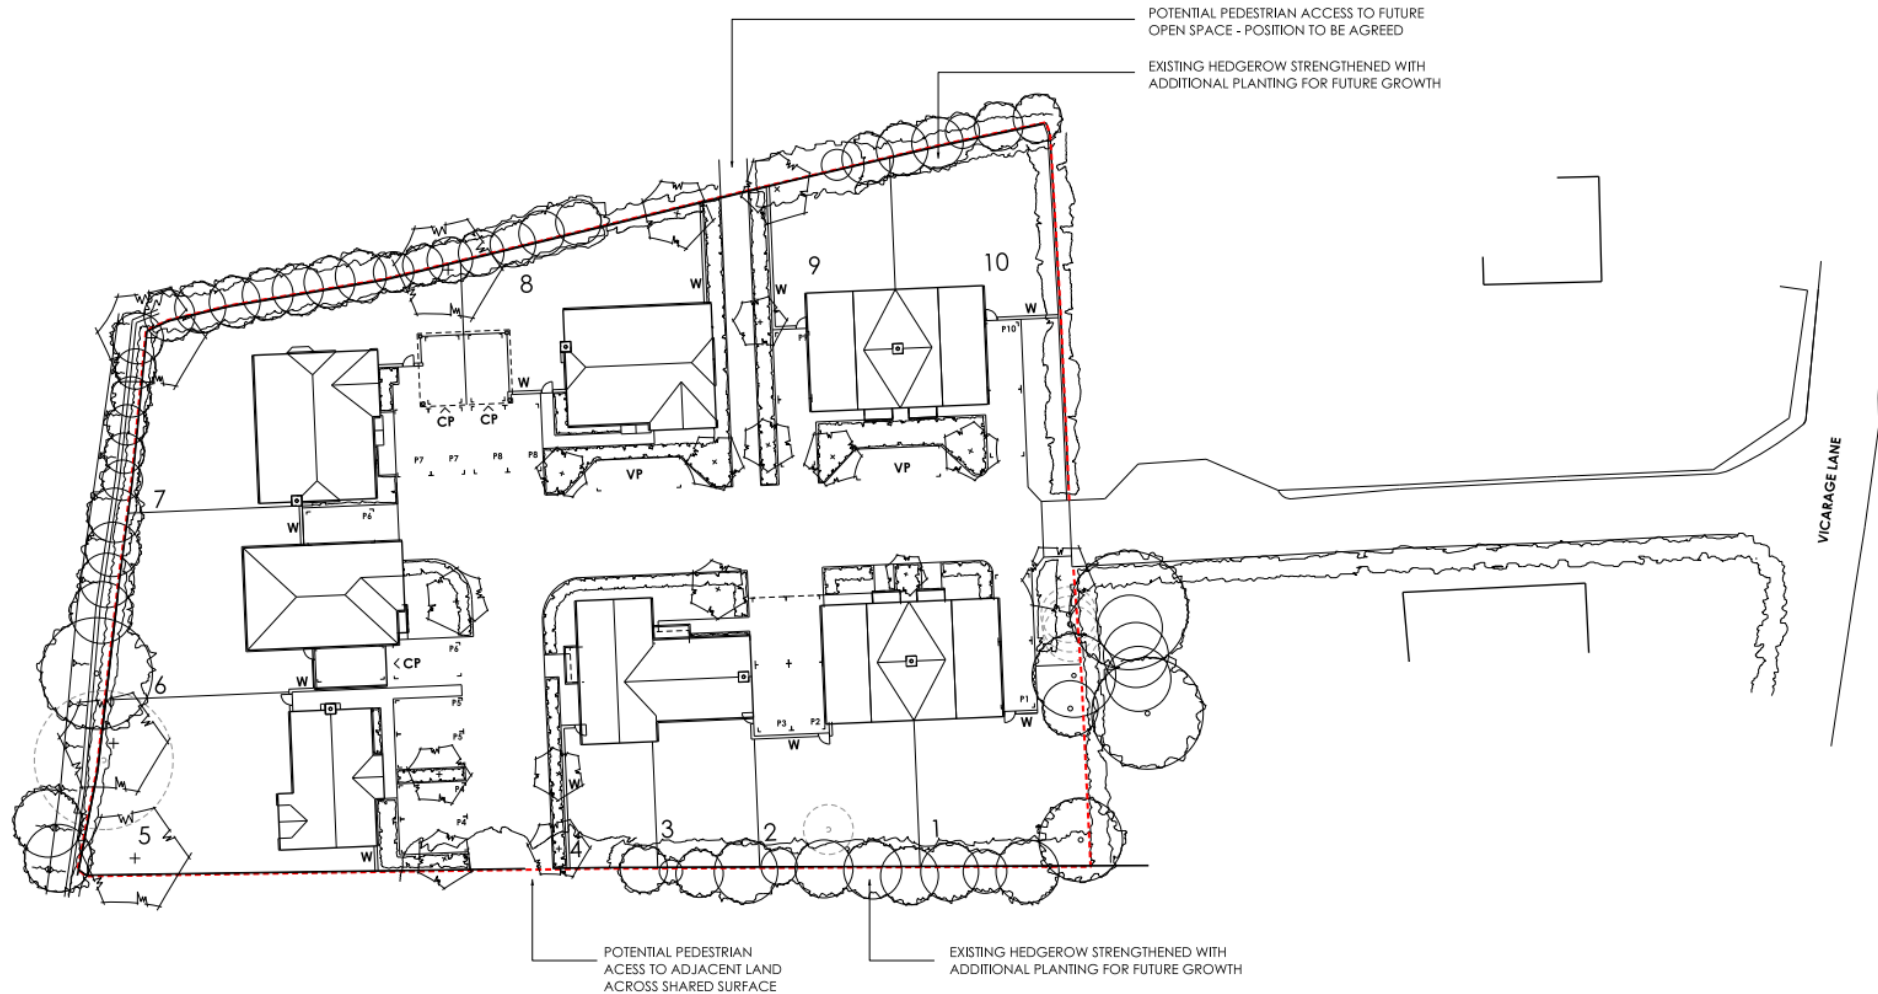 POTENTIAL PEDESTRIAN ACCESS TO FUTURE
OPEN SPACE - POSITION TO BE AGREED
EXISTING HEDGEROW STRENGTHENED WITH
ADDITIONAL PLANTING FOR FUTURE GROWTH
8
9
10
W
W
W
P10
P9
W
CP
CP
P7
P7
P8
P8
VP
VP
7
W
P6
VICARAGE LANE
P6
CP
6
W
P5
P5
P4
P4
5
W
W
P3
P2
W
P1
W
3
2
1
4
POTENTIAL PEDESTRIAN
ACESS TO ADJACENT LAND
ACROSS SHARED SURFACE
EXISTING HEDGEROW STRENGTHENED WITH
ADDITIONAL PLANTING FOR FUTURE GROWTH